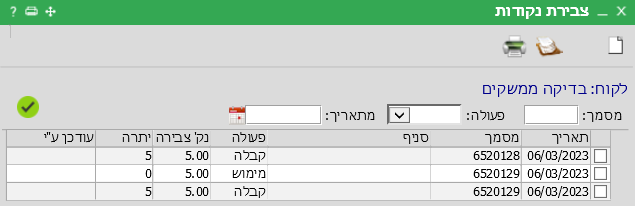 צבירת נקודות
לקוח: בדיקה ממשקים
מסמך: פעולה: מתאריך:
תאריך מסמך סניף פעולה נק' צבירה יתרה עודכן ע"י
06/03/2023 6520128 קבלה 5.00 5
06/03/2023 6520129 מימוש 5.00 0
06/03/2023 6520129 קבלה 5.00 5